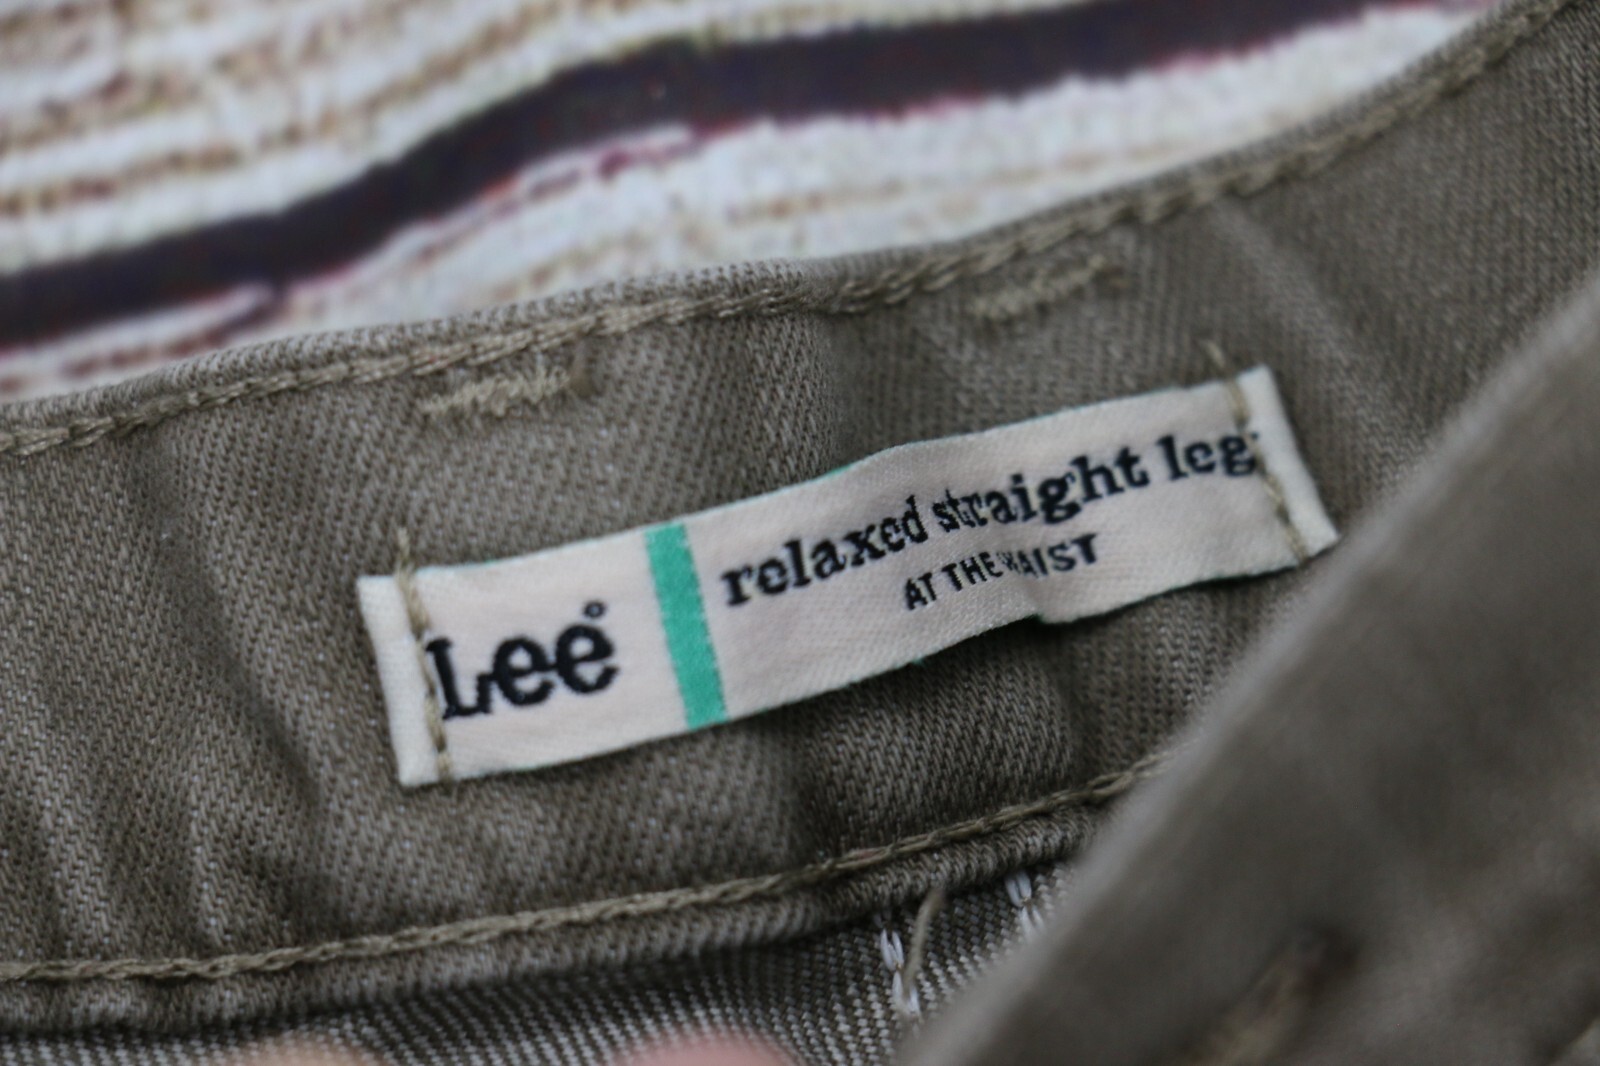 Lee®
relaxed straight leg
AT THE WAIST